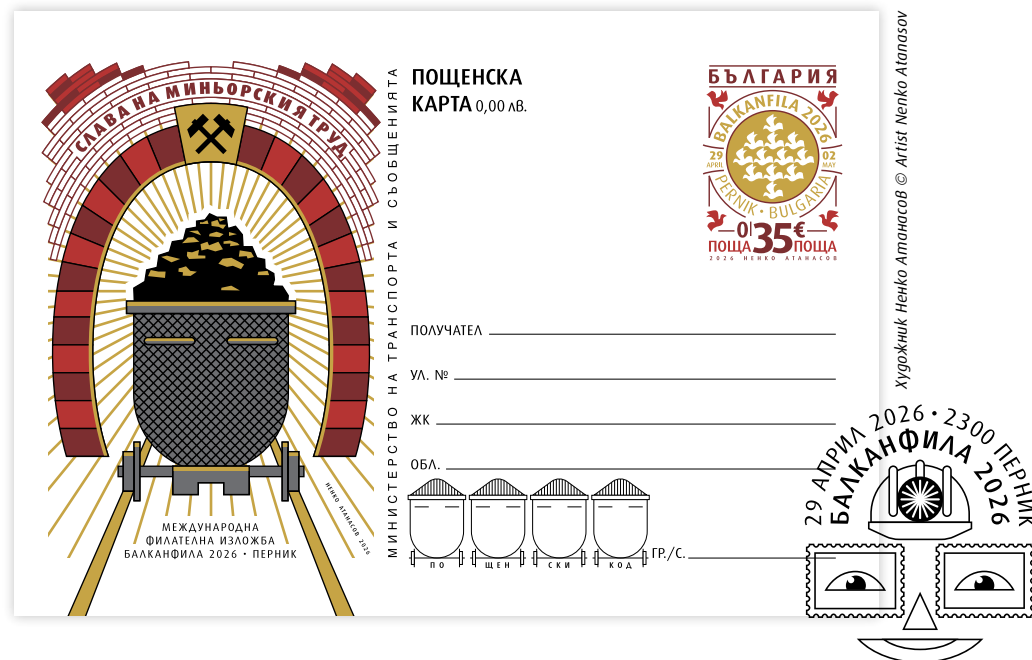 СЛАВА НА МИНЬОРСКИЯ ТРУД
МЕЖДУНАРОДНА
ФИЛАТЕЛНА ИЗЛОЖБА
БАЛКАНФИЛА 2026 • ПЕРНИК
НЕНКО АТАНАСОВ 2026
МИНИСТЕРСТВО НА ТРАНСПОРТА И СЪОБЩЕНИЯТА
ПОЩЕНСКА
КАРТА 0,00 лв.
БЪЛГАРИЯ
BALKANFILA 2026
29 APRIL
02 MAY
PERNIK • BULGARIA
0|35€
ПОЩА ПОЩА
2026 НЕНКО АТАНАСОВ
ПОЛУЧАТЕЛ
УЛ. №
ЖК
ОБЛ.
ПО ЩЕН СКИ КОД
ГР./С.
Художник Ненко Атанасов © Artist Nenko Atanasov
29 АПРИЛ 2026 • 2300 ПЕРНИК
БАЛКАНФИЛА 2026